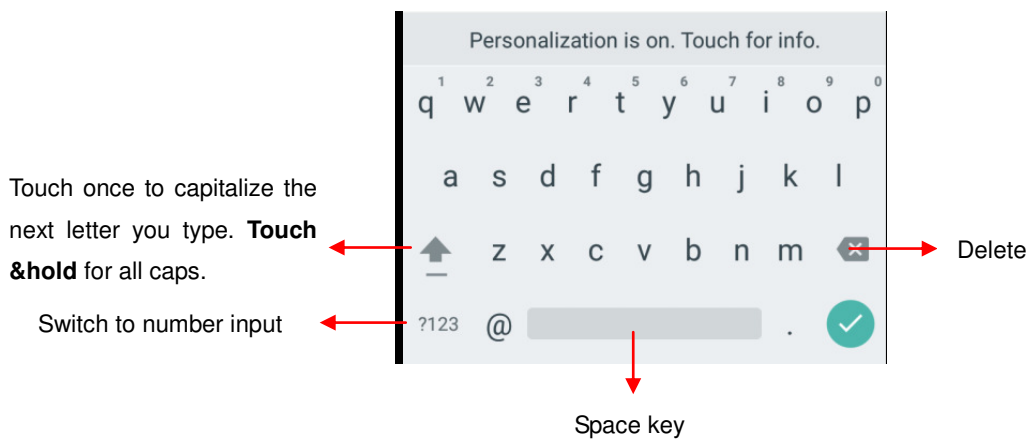 Personalization is on. Touch for info.
1 2 3 4 5 6 7 8 9 0
q w e r t y u i o p
a s d f g h j k l
Touch once to capitalize the
next letter you type. Touch
&hold for all caps.
z x c v b n m
Delete
Switch to number input
?123 @ .
Space key